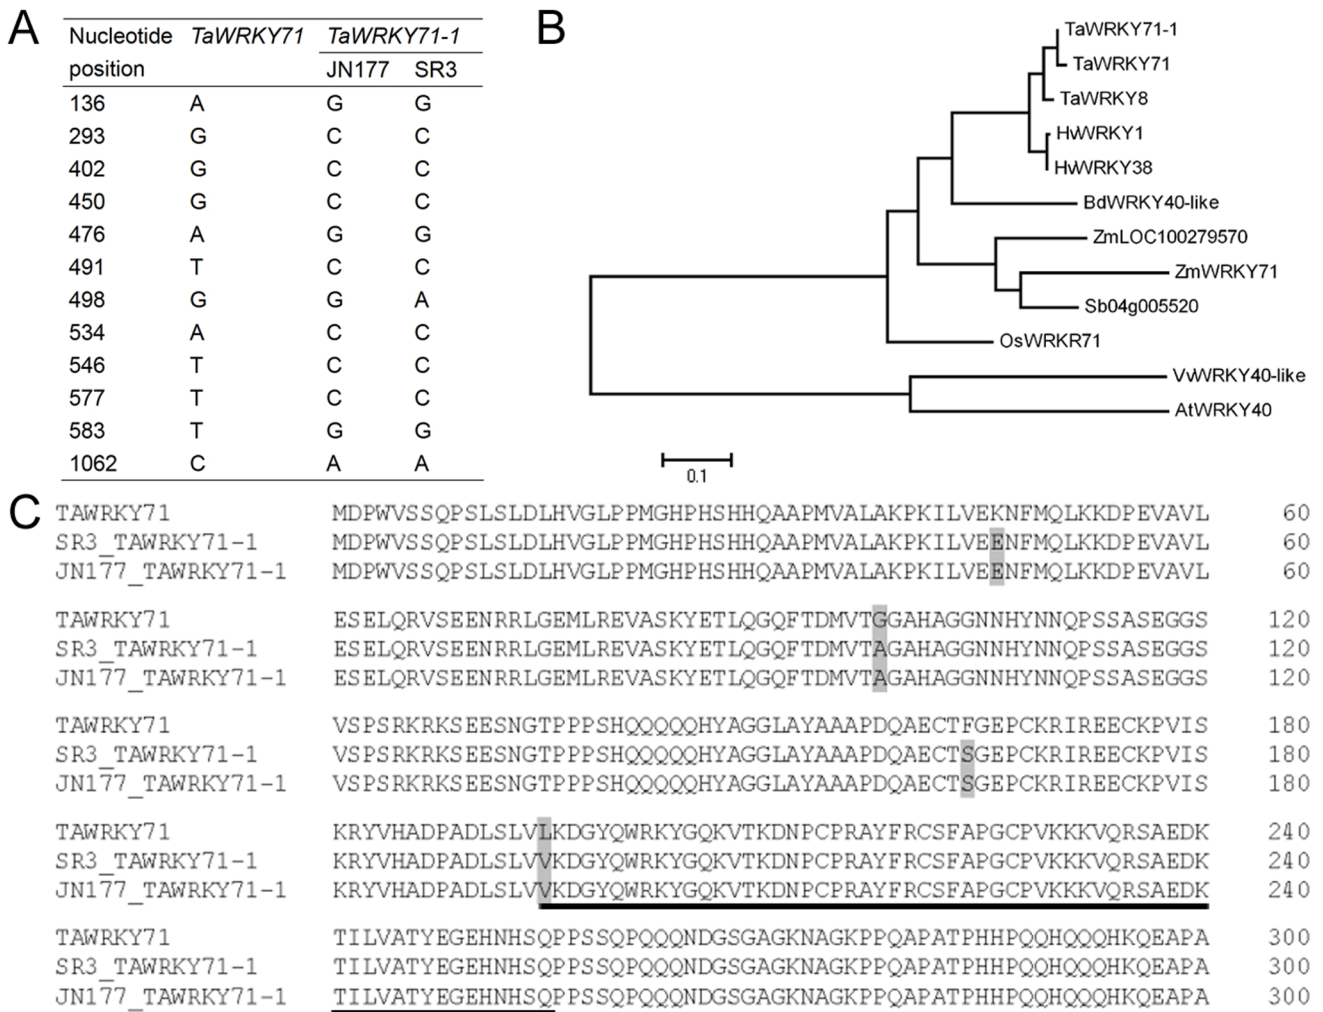 A
Nucleotide position TaWRKY71 TaWRKY71-1
JN177 SR3
136 A G G
293 G C C
402 G C C
450 G C C
476 A G G
491 T C C
498 G G A
534 A C C
546 T C C
577 T C C
583 T G G
1062 C A A
B
TaWRKY71-1
TaWRKY71
TaWRKY8
HvWRKY1
HvWRKY38
BdWRKY40-like
ZmLOC100279570
ZmWRKY71
Sb04g005520
OsWRKR71
VvWRKY40-like
AtWRKY40
0.1
C
TAWRKY71 MDPWVSSQPSLSLDLHVGLPPMGHPHSHHQAAPMVALAKPKILVEKNFMQLKKDPEVAVL 60
SR3_TAWRKY71-1 MDPWVSSQPSLSLDLHVGLPPMGHPHSHHQAAPMVALAKPKILVEENFMQLKKDPEVAVL 60
JN177_TAWRKY71-1 MDPWVSSQPSLSLDLHVGLPPMGHPHSHHQAAPMVALAKPKILVEENFMQLKKDPEVAVL 60
TAWRKY71 ESELQRVSEENRRLGEMLREVASKYETLQGQFTDMVTGGAHAGGNNHYNNQPSSASEGGS 120
SR3_TAWRKY71-1 ESELQRVSEENRRLGEMLREVASKYETLQGQFTDMVTAGAHAGGNNHYNNQPSSASEGGS 120
JN177_TAWRKY71-1 ESELQRVSEENRRLGEMLREVASKYETLQGQFTDMVTAGAHAGGNNHYNNQPSSASEGGS 120
TAWRKY71 VSPSRKRKSEESNGTPPPSHQQQQQHYAGGLAYAAAPDQAECTFGEPCKRIREECKPVIS 180
SR3_TAWRKY71-1 VSPSRKRKSEESNGTPPPSHQQQQQHYAGGLAYAAAPDQAECTSGEPCKRIREECKPVIS 180
JN177_TAWRKY71-1 VSPSRKRKSEESNGTPPPSHQQQQQHYAGGLAYAAAPDQAECTSGEPCKRIREECKPVIS 180
TAWRKY71 KRYVHADPADLSLVLKDGYQWRKYGQKVTKDNPCPRAYFRCSFAPGCPVKKKVQRSAEDK 240
SR3_TAWRKY71-1 KRYVHADPADLSLVVKDGYQWRKYGQKVTKDNPCPRAYFRCSFAPGCPVKKKVQRSAEDK 240
JN177_TAWRKY71-1 KRYVHADPADLSLVVKDGYQWRKYGQKVTKDNPCPRAYFRCSFAPGCPVKKKVQRSAEDK 240
TAWRKY71 TILVATYEGEHNHSQPPSSQPQQQNDGSGAGKNAGKPPQAPATPHHPQQHQQQHKQEAPA 300
SR3_TAWRKY71-1 TILVATYEGEHNHSQPPSSQPQQQNDGSGAGKNAGKPPQAPATPHHPQQHQQQHKQEAPA 300
JN177_TAWRKY71-1 TILVATYEGEHNHSQPPSSQPQQQNDGSGAGKNAGKPPQAPATPHHPQQHQQQHKQEAPA 300